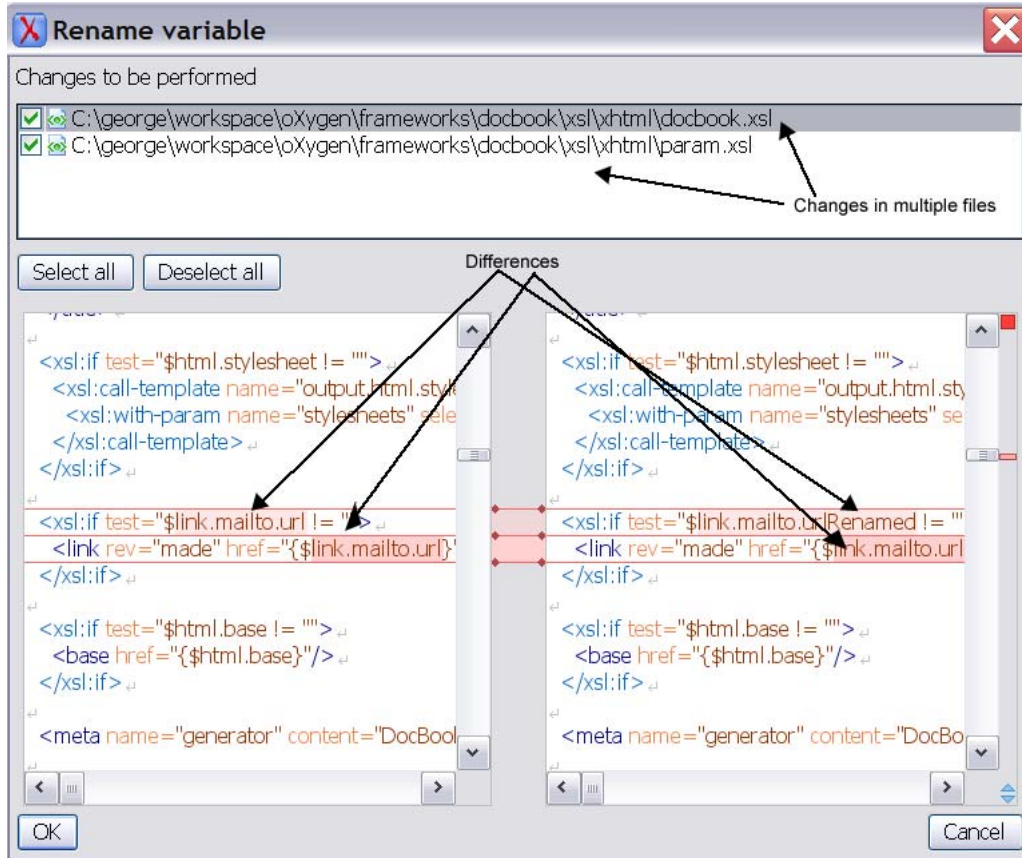 Rename variable
Changes to be performed
C:\george\workspace\oXygen\frameworks\docbook\xsl\xhtml\docbook.xsl
C:\george\workspace\oXygen\frameworks\docbook\xsl\xhtml\param.xsl
Changes in multiple files
Select all
Deselect all
Differences
<xsl:if test="$html.stylesheet != "">
<xsl:call-template name="output.html.style
<xsl:with-param name="stylesheets" sele
</xsl:call-template>
</xsl:if>
<xsl:if test="$link.mailto.url != "">
<link rev="made" href="{$link.mailto.url}"
</xsl:if>
<xsl:if test="$html.base != "">
<base href="{$html.base}"/>
</xsl:if>
<meta name="generator" content="DocBool
<xsl:if test="$html.stylesheet != "">
<xsl:call-template name="output.html.sty
<xsl:with-param name="stylesheets" se
</xsl:call-template>
</xsl:if>
<xsl:if test="$link.mailto.urlRenamed != "
<link rev="made" href="{$link.mailto.url
</xsl:if>
<xsl:if test="$html.base != "">
<base href="{$html.base}"/>
</xsl:if>
<meta name="generator" content="DocBo
OK
Cancel